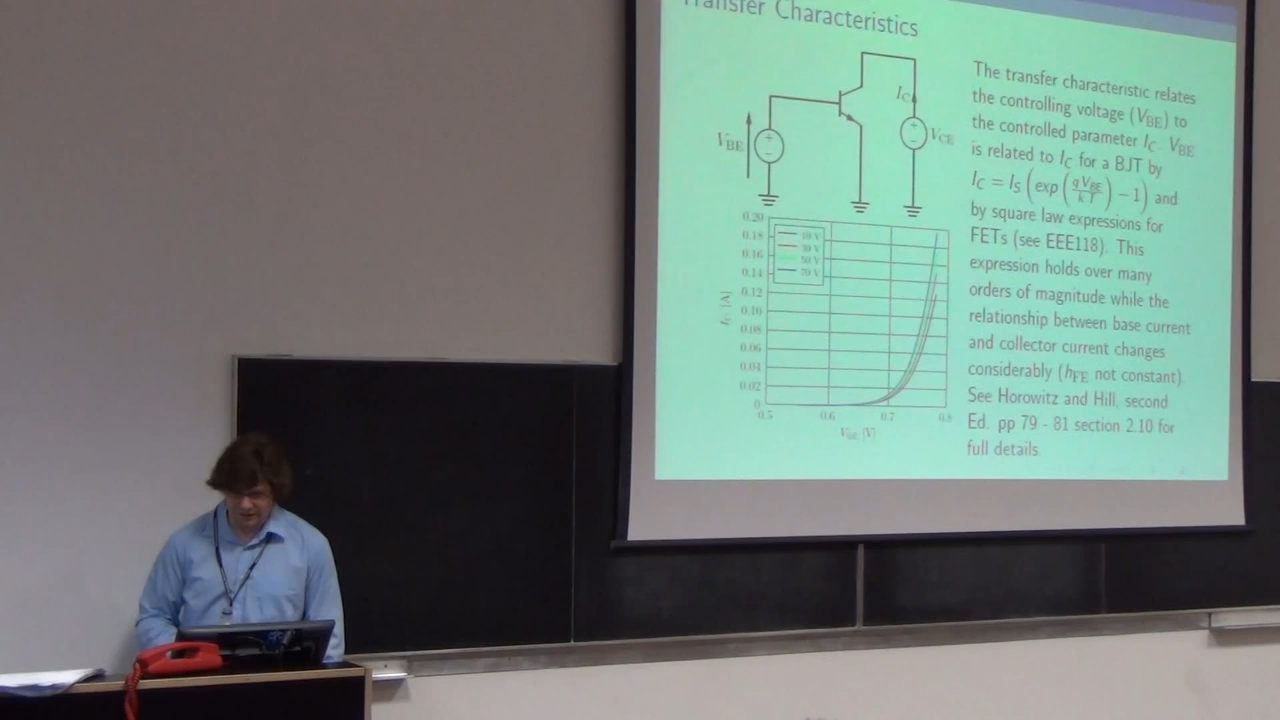 Transfer Characteristics
I_C
V_BE
V_CE
+
−
+
−
The transfer characteristic relates
the controlling voltage (V_BE) to
the controlled parameter I_C. V_BE
is related to I_C for a BJT by
I_C = I_S (exp (q V_BE / k T) − 1) and
by square law expressions for
FETs (see EEE118). This
expression holds over many
orders of magnitude while the
relationship between base current
and collector current changes
considerably (h_FE not constant).
See Horowitz and Hill, second
Ed. pp 79 - 81 section 2.10 for
full details.
0.20
0.18
0.16
0.14
0.12
0.10
0.08
0.06
0.04
0.02
0
I_C [A]
10 V
30 V
50 V
70 V
0.5
0.6
0.7
0.8
V_BE [V]